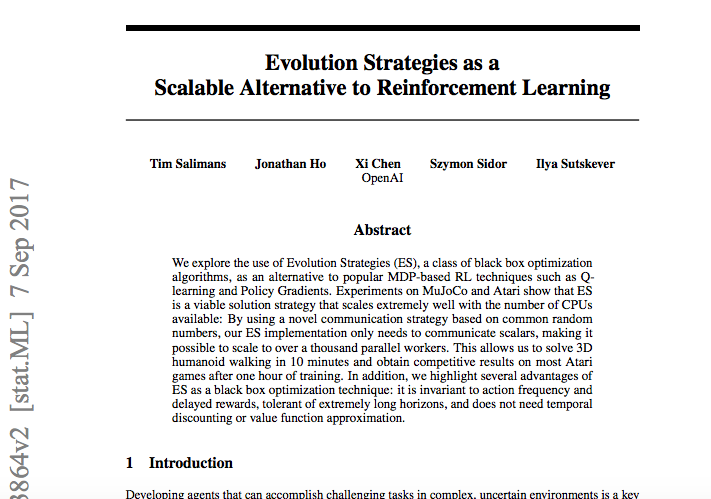 Evolution Strategies as a
Scalable Alternative to Reinforcement Learning
Tim Salimans Jonathan Ho Xi Chen Szymon Sidor Ilya Sutskever
OpenAI
Abstract
We explore the use of Evolution Strategies (ES), a class of black box optimization
algorithms, as an alternative to popular MDP-based RL techniques such as Q-
learning and Policy Gradients. Experiments on MuJoCo and Atari show that ES
is a viable solution strategy that scales extremely well with the number of CPUs
available: By using a novel communication strategy based on common random
numbers, our ES implementation only needs to communicate scalars, making it
possible to scale to over a thousand parallel workers. This allows us to solve 3D
humanoid walking in 10 minutes and obtain competitive results on most Atari
games after one hour of training. In addition, we highlight several advantages of
ES as a black box optimization technique: it is invariant to action frequency and
delayed rewards, tolerant of extremely long horizons, and does not need temporal
discounting or value function approximation.
1 Introduction
Developing agents that can accomplish challenging tasks in complex, uncertain environments is a key
3864v2 [stat.ML] 7 Sep 2017